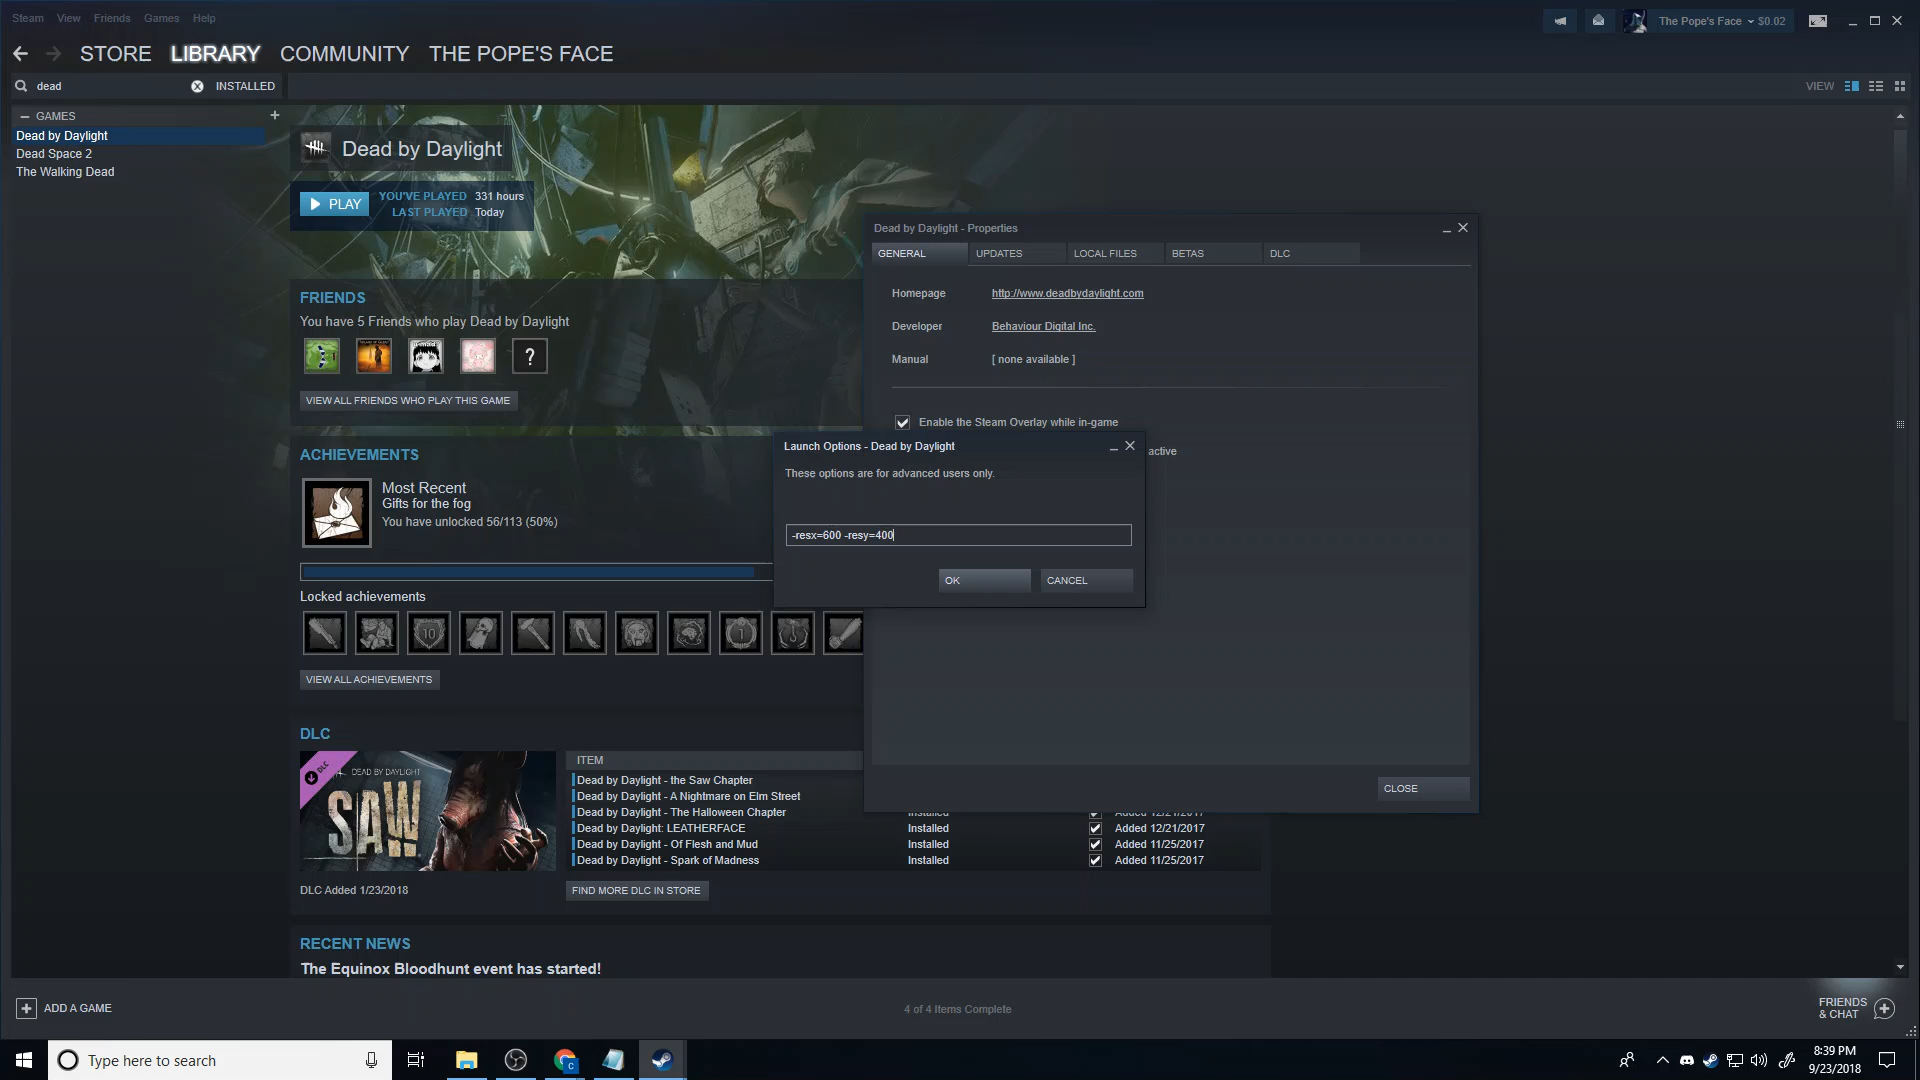 Steam View Friends Games Help
The Pope's Face $0.02
STORE LIBRARY COMMUNITY THE POPE'S FACE
dead INSTALLED
VIEW
GAMES +
Dead by Daylight
Dead Space 2
The Walking Dead
Dead by Daylight
PLAY
YOU'VE PLAYED 331 hours
LAST PLAYED Today
FRIENDS
You have 5 Friends who play Dead by Daylight
?
VIEW ALL FRIENDS WHO PLAY THIS GAME
ACHIEVEMENTS
Most Recent
Gifts for the fog
You have unlocked 56/113 (50%)
Locked achievements
10
1
VIEW ALL ACHIEVEMENTS
DLC
DLC
DEAD BY DAYLIGHT
SAW
DLC Added 1/23/2018
ITEM
Dead by Daylight - the Saw Chapter
Dead by Daylight - A Nightmare on Elm Street
Dead by Daylight - The Halloween Chapter Installed Added 12/21/2017
Dead by Daylight: LEATHERFACE Installed Added 12/21/2017
Dead by Daylight - Of Flesh and Mud Installed Added 11/25/2017
Dead by Daylight - Spark of Madness Installed Added 11/25/2017
FIND MORE DLC IN STORE
RECENT NEWS
The Equinox Bloodhunt event has started!
Dead by Daylight - Properties
GENERAL UPDATES LOCAL FILES BETAS DLC
Homepage http://www.deadbydaylight.com
Developer Behaviour Digital Inc.
Manual [ none available ]
Enable the Steam Overlay while in-game
active
CLOSE
Launch Options - Dead by Daylight
These options are for advanced users only.
-resx=600 -resy=400
OK CANCEL
ADD A GAME
4 of 4 Items Complete
FRIENDS
& CHAT
Type here to search
8:39 PM
9/23/2018